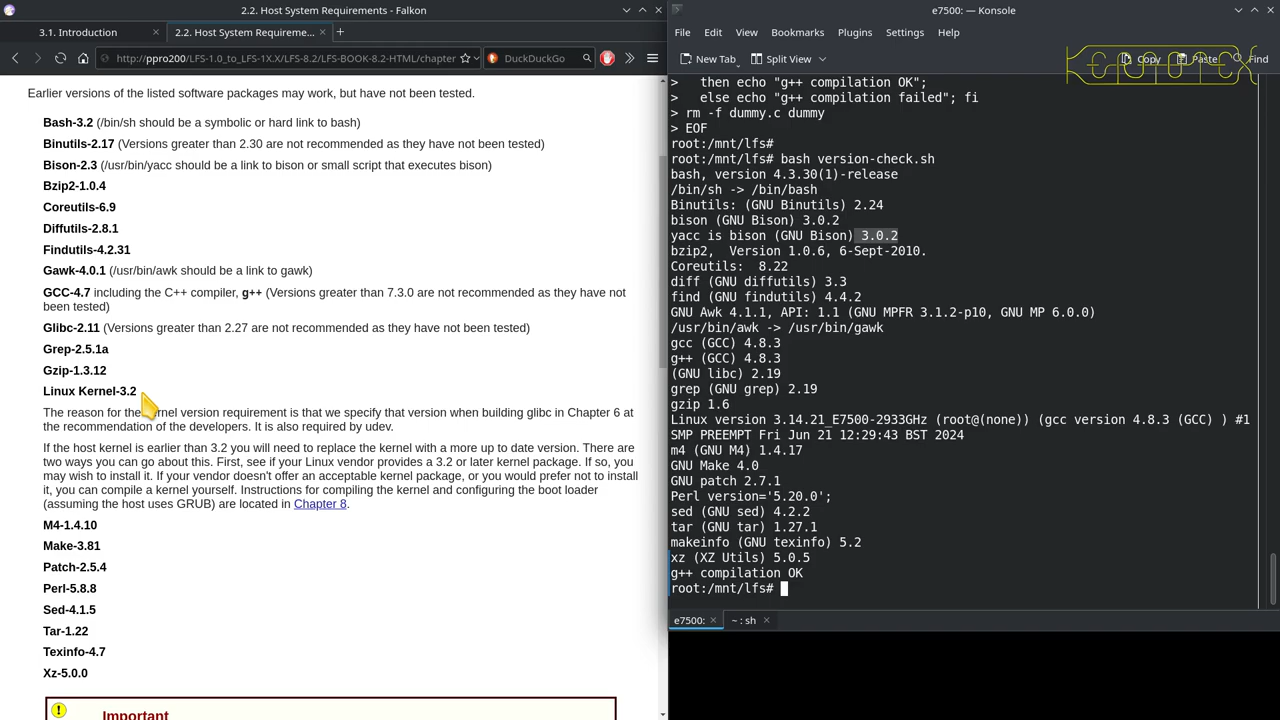 2.2. Host System Requirements - Falkon
3.1. Introduction
2.2. Host System Requireme...
http://ppro200/LFS-1.0_to_LFS-1X.X/LFS-8.2/LFS-BOOK-8.2-HTML/chapter
DuckDuckGo
Earlier versions of the listed software packages may work, but have not been tested.
Bash-3.2 (/bin/sh should be a symbolic or hard link to bash)
Binutils-2.17 (Versions greater than 2.30 are not recommended as they have not been tested)
Bison-2.3 (/usr/bin/yacc should be a link to bison or small script that executes bison)
Bzip2-1.0.4
Coreutils-6.9
Diffutils-2.8.1
Findutils-4.2.31
Gawk-4.0.1 (/usr/bin/awk should be a link to gawk)
GCC-4.7 including the C++ compiler, g++ (Versions greater than 7.3.0 are not recommended as they have not
been tested)
Glibc-2.11 (Versions greater than 2.27 are not recommended as they have not been tested)
Grep-2.5.1a
Gzip-1.3.12
Linux Kernel-3.2
The reason for the kernel version requirement is that we specify that version when building glibc in Chapter 6 at
the recommendation of the developers. It is also required by udev.
If the host kernel is earlier than 3.2 you will need to replace the kernel with a more up to date version. There are
two ways you can go about this. First, see if your Linux vendor provides a 3.2 or later kernel package. If so, you
may wish to install it. If your vendor doesn't offer an acceptable kernel package, or you would prefer not to install
it, you can compile a kernel yourself. Instructions for compiling the kernel and configuring the boot loader
(assuming the host uses GRUB) are located in Chapter 8.
M4-1.4.10
Make-3.81
Patch-2.5.4
Perl-5.8.8
Sed-4.1.5
Tar-1.22
Texinfo-4.7
Xz-5.0.0
Important
e7500: — Konsole
File Edit View Bookmarks Plugins Settings Help
New Tab Split View Copy Paste Find
>   then echo "g++ compilation OK";
>   else echo "g++ compilation failed"; fi
> rm -f dummy.c dummy
> EOF
root:/mnt/lfs#
root:/mnt/lfs# bash version-check.sh
bash, version 4.3.30(1)-release
/bin/sh -> /bin/bash
Binutils: (GNU Binutils) 2.24
bison (GNU Bison) 3.0.2
yacc is bison (GNU Bison) 3.0.2
bzip2,  Version 1.0.6, 6-Sept-2010.
Coreutils:  8.22
diff (GNU diffutils) 3.3
find (GNU findutils) 4.4.2
GNU Awk 4.1.1, API: 1.1 (GNU MPFR 3.1.2-p10, GNU MP 6.0.0)
/usr/bin/awk -> /usr/bin/gawk
gcc (GCC) 4.8.3
g++ (GCC) 4.8.3
(GNU libc) 2.19
grep (GNU grep) 2.19
gzip 1.6
Linux version 3.14.21_E7500-2933GHz (root@(none)) (gcc version 4.8.3 (GCC) ) #1
SMP PREEMPT Fri Jun 21 12:29:43 BST 2024
m4 (GNU M4) 1.4.17
GNU Make 4.0
GNU patch 2.7.1
Perl version='5.20.0';
sed (GNU sed) 4.2.2
tar (GNU tar) 1.27.1
makeinfo (GNU texinfo) 5.2
xz (XZ Utils) 5.0.5
g++ compilation OK
root:/mnt/lfs#
e7500:
~ : sh